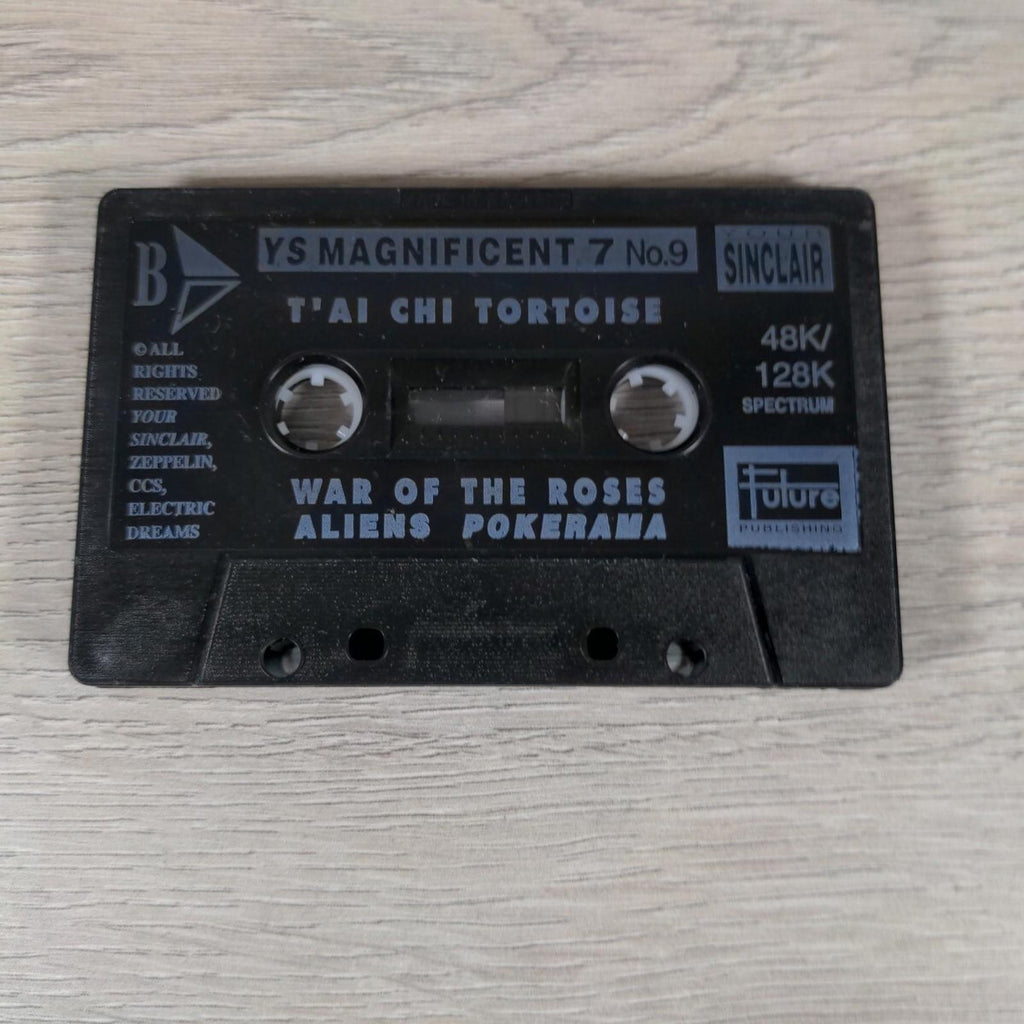 B
YS MAGNIFICENT 7 No.9
YOUR
SINCLAIR
T'AI CHI TORTOISE
48K/
128K
SPECTRUM
© ALL
RIGHTS
RESERVED
YOUR
SINCLAIR,
ZEPPELIN,
CCS,
ELECTRIC
DREAMS
WAR OF THE ROSES
ALIENS POKERAMA
Future
PUBLISHING